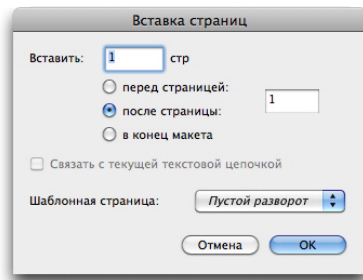 Вставка страниц
Вставить: 1 стр
перед страницей:
после страницы: 1
в конец макета
Связать с текущей текстовой цепочкой
Шаблонная страница: Пустой разворот
Отмена OK